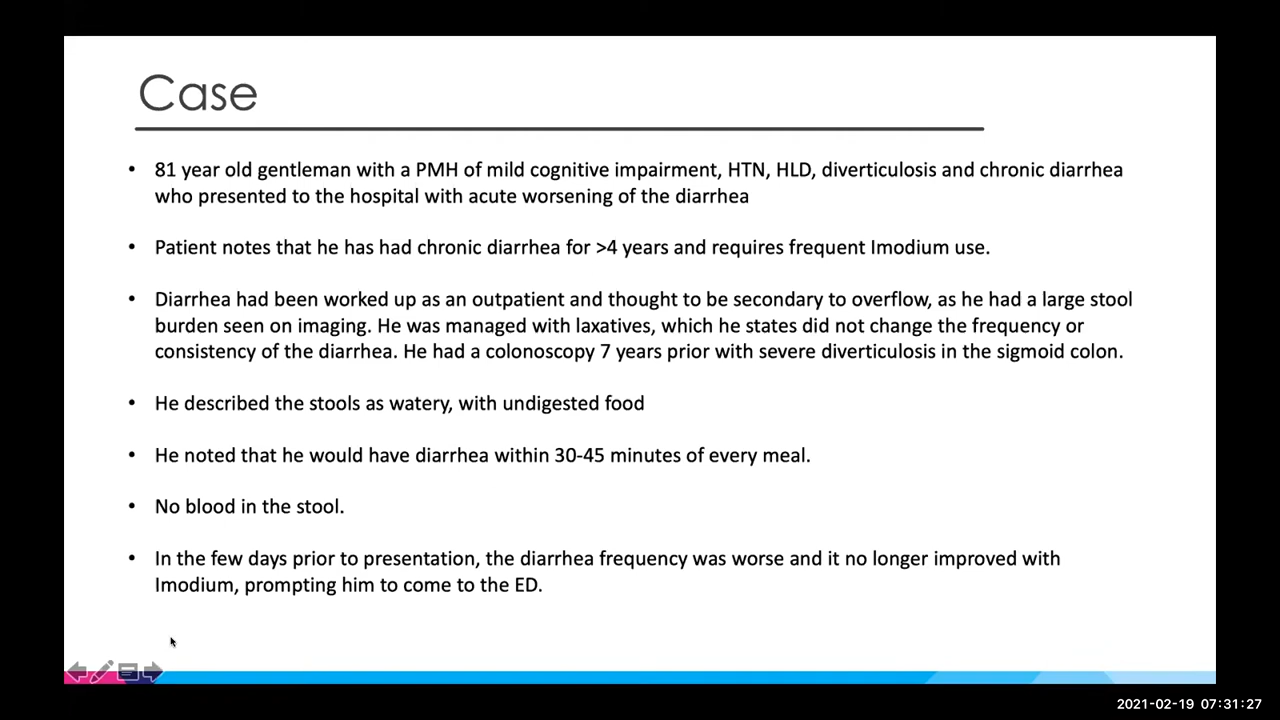 Case
• 81 year old gentleman with a PMH of mild cognitive impairment, HTN, HLD, diverticulosis and chronic diarrhea
who presented to the hospital with acute worsening of the diarrhea
• Patient notes that he has had chronic diarrhea for >4 years and requires frequent Imodium use.
• Diarrhea had been worked up as an outpatient and thought to be secondary to overflow, as he had a large stool
burden seen on imaging. He was managed with laxatives, which he states did not change the frequency or
consistency of the diarrhea. He had a colonoscopy 7 years prior with severe diverticulosis in the sigmoid colon.
• He described the stools as watery, with undigested food
• He noted that he would have diarrhea within 30-45 minutes of every meal.
• No blood in the stool.
• In the few days prior to presentation, the diarrhea frequency was worse and it no longer improved with
Imodium, prompting him to come to the ED.
2021-02-19 07:31:27